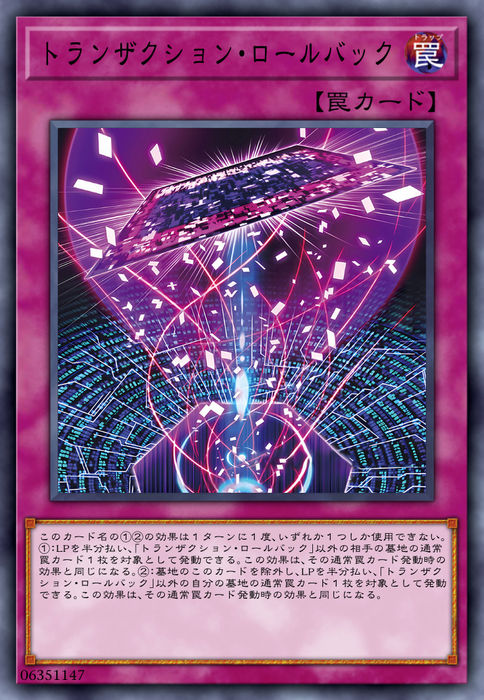 トランザクション・ロールバック
トラップ
罠
【罠カード】
このカード名の①②の効果は１ターンに１度、いずれか１つしか使用できない。
①:LPを半分払い、「トランザクション・ロールバック」以外の相手の墓地の通常
罠カード１枚を対象として発動できる。この効果は、その通常罠カード発動時の
効果と同じになる。②:墓地のこのカードを除外し、LPを半分払い、「トランザク
ション・ロールバック」以外の自分の墓地の通常罠カード１枚を対象として発動
できる。この効果は、その通常罠カード発動時の効果と同じになる。
06351147